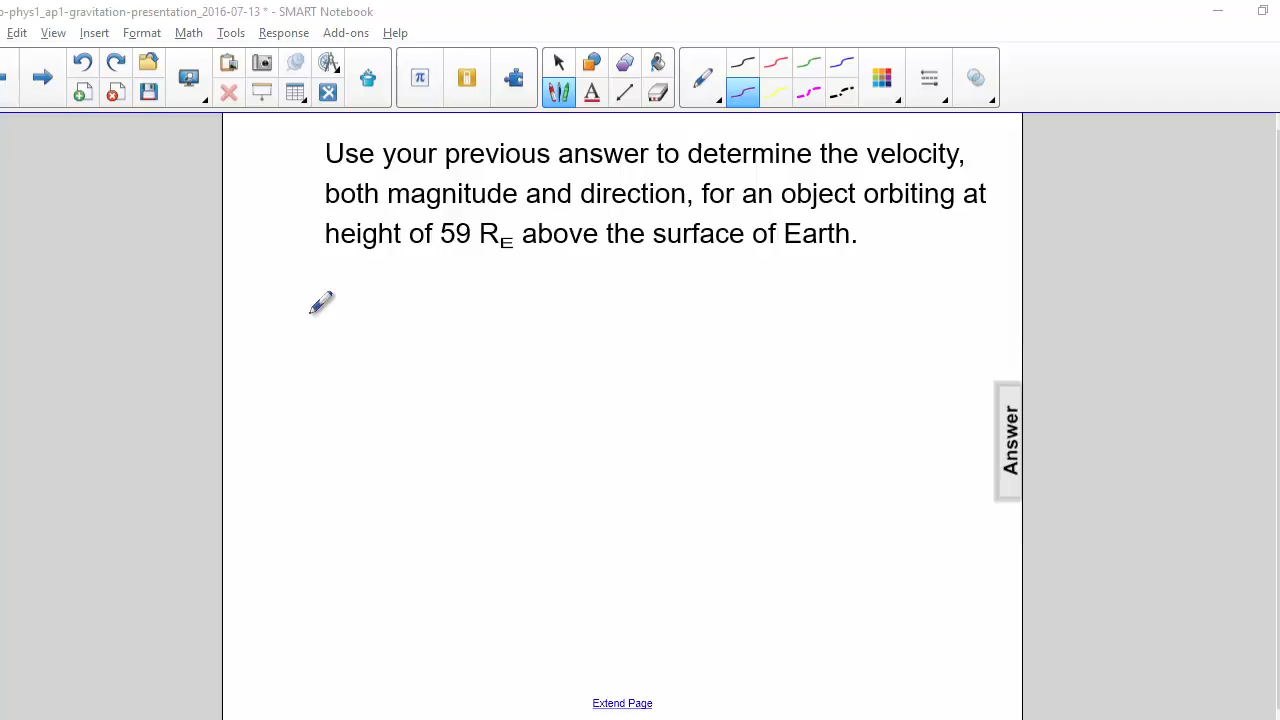 o-phys1_ap1-gravitation-presentation_2016-07-13 * - SMART Notebook
Edit View Insert Format Math Tools Response Add-ons Help
π
A
Use your previous answer to determine the velocity,
both magnitude and direction, for an object orbiting at
height of 59 R_E above the surface of Earth.
Answer
Extend Page